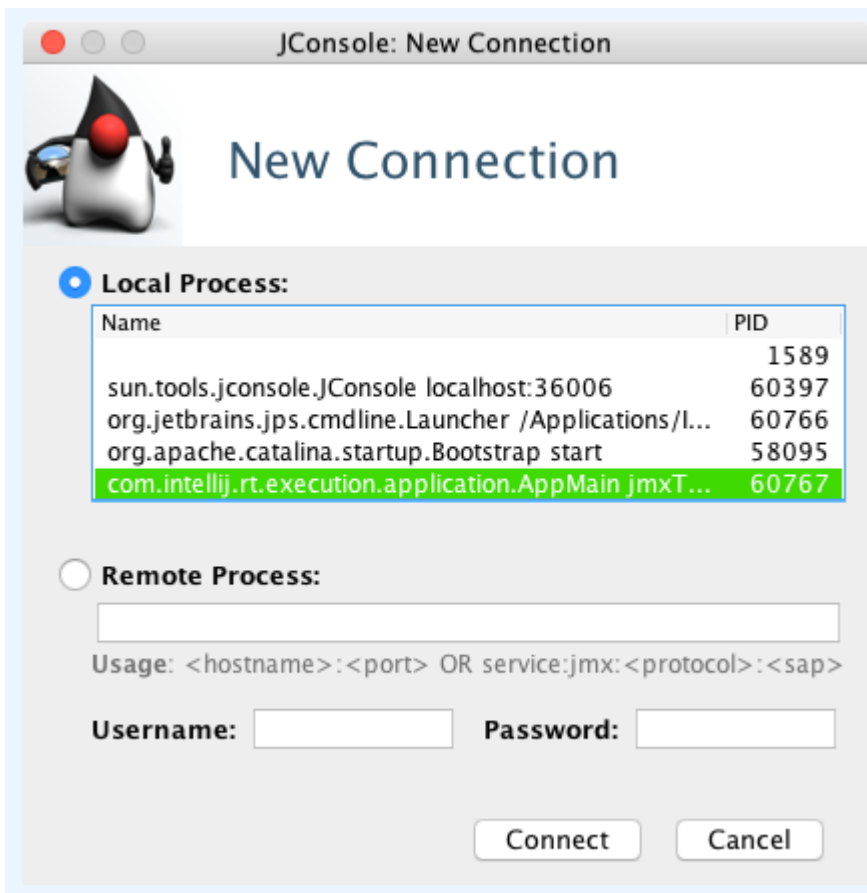 JConsole: New Connection
New Connection
Local Process:
Name PID
1589
sun.tools.jconsole.JConsole localhost:36006 60397
org.jetbrains.jps.cmdline.Launcher /Applications/I... 60766
org.apache.catalina.startup.Bootstrap start 58095
com.intellij.rt.execution.application.AppMain jmxT... 60767
Remote Process:
Usage: <hostname>:<port> OR service:jmx:<protocol>:<sap>
Username: Password:
Connect Cancel